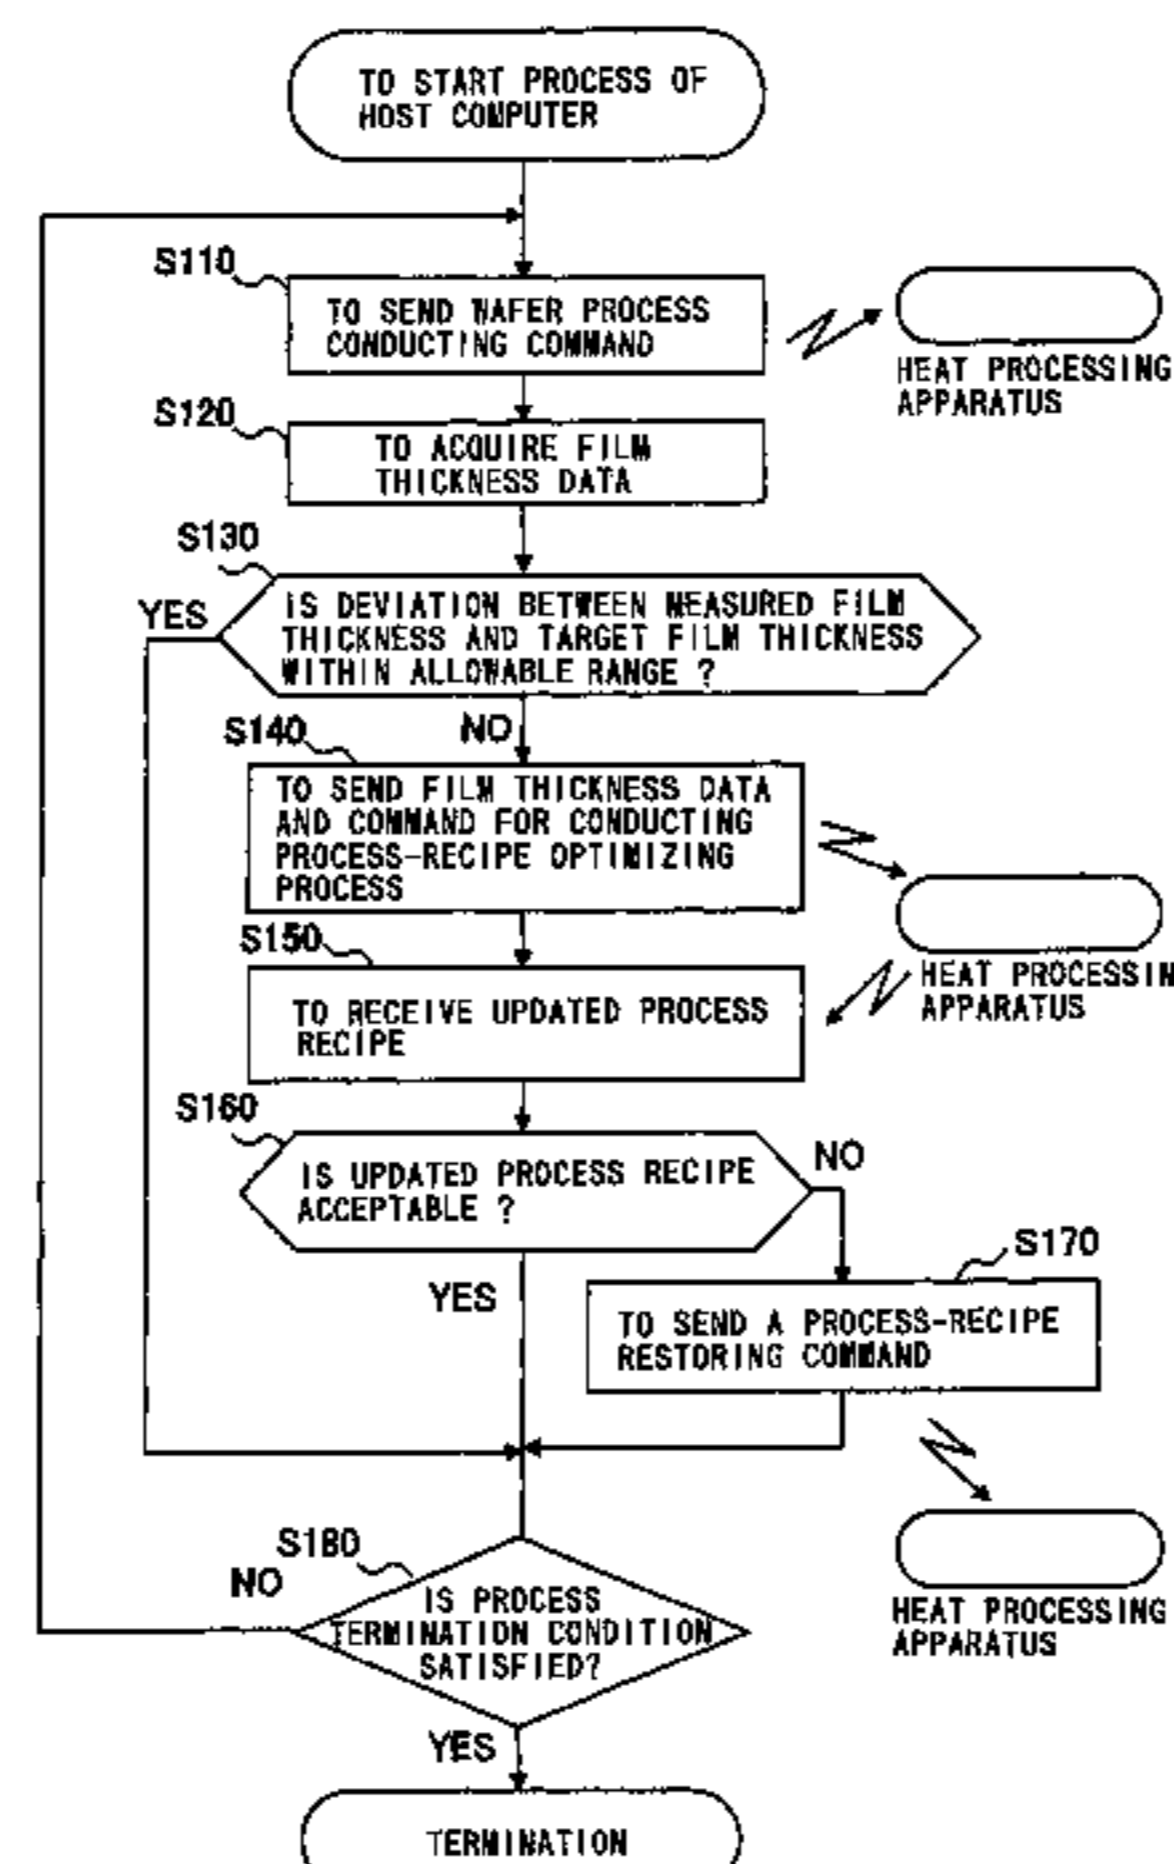 TO START PROCESS OF
HOST COMPUTER
S110
TO SEND WAFER PROCESS
CONDUCTING COMMAND
HEAT PROCESSING
APPARATUS
S120
TO ACQUIRE FILM
THICKNESS DATA
S130
YES
IS DEVIATION BETWEEN MEASURED FILM
THICKNESS AND TARGET FILM THICKNESS
WITHIN ALLOWABLE RANGE ?
NO
S140
TO SEND FILM THICKNESS DATA
AND COMMAND FOR CONDUCTING
PROCESS-RECIPE OPTIMIZING
PROCESS
HEAT PROCESSIN
APPARATUS
S150
TO RECEIVE UPDATED PROCESS
RECIPE
S160
IS UPDATED PROCESS RECIPE
ACCEPTABLE ?
NO
YES
S170
TO SEND A PROCESS-RECIPE
RESTORING COMMAND
HEAT PROCESSING
APPARATUS
S180
NO
IS PROCESS
TERMINATION CONDITION
SATISFIED?
YES
TERMINATION